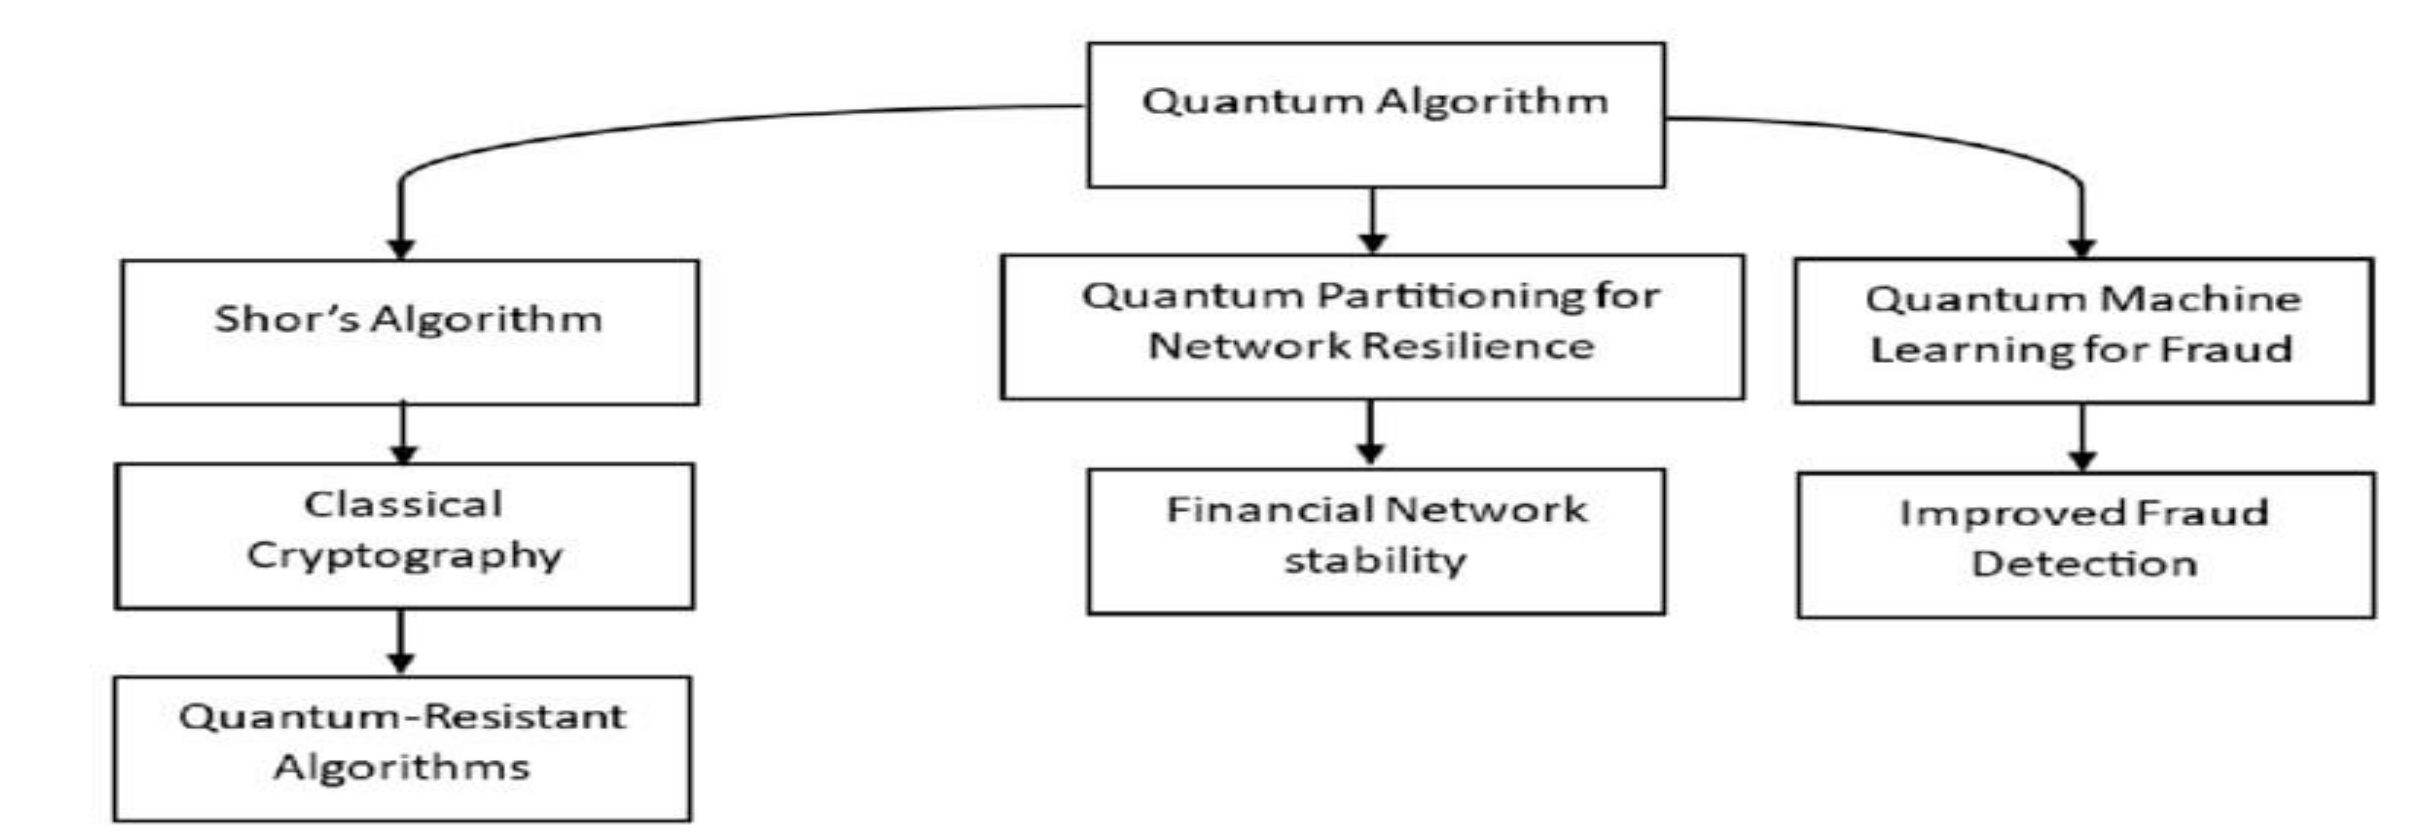 Quantum Algorithm
Shor’s Algorithm
Quantum Partitioning for
Network Resilience
Quantum Machine
Learning for Fraud
Classical
Cryptography
Financial Network
stability
Improved Fraud
Detection
Quantum-Resistant
Algorithms